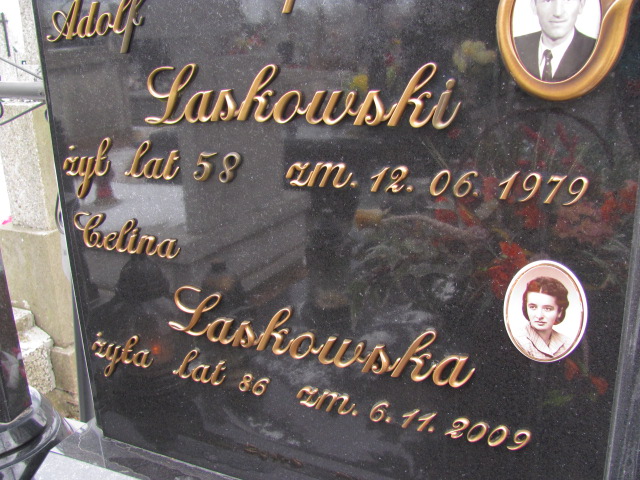 Adolf
Laskowski
żył lat 58 zm. 12. 06. 1979
Celina
Laskowska
żyła lat 86 zm. 6. 11. 2009